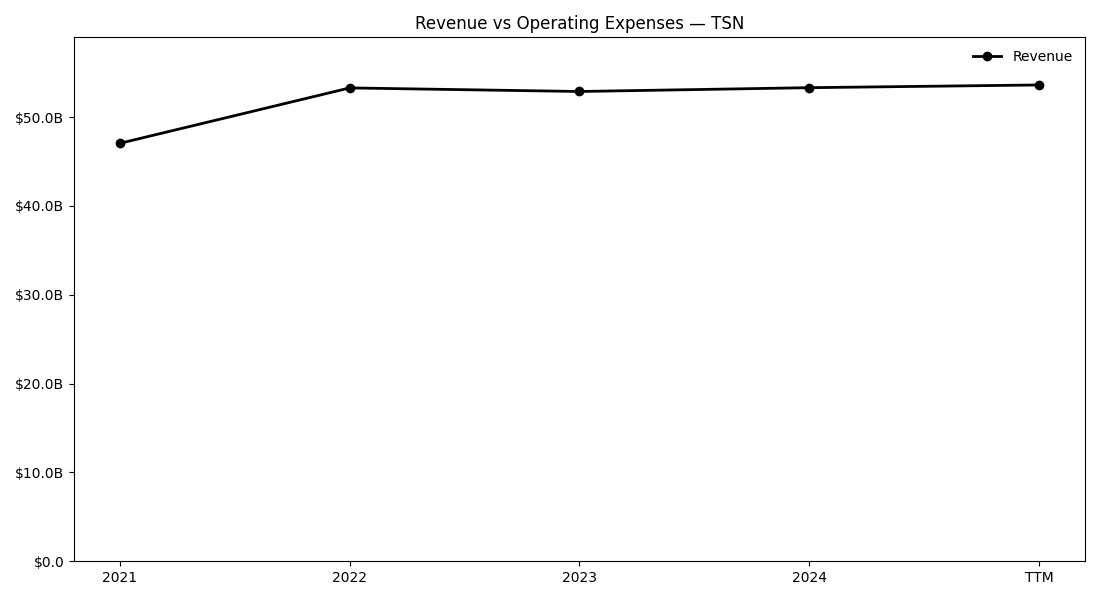 Revenue vs Operating Expenses — TSN
Revenue
$50.0B
$40.0B
$30.0B
$20.0B
$10.0B
$0.0
2021 2022 2023 2024 TTM